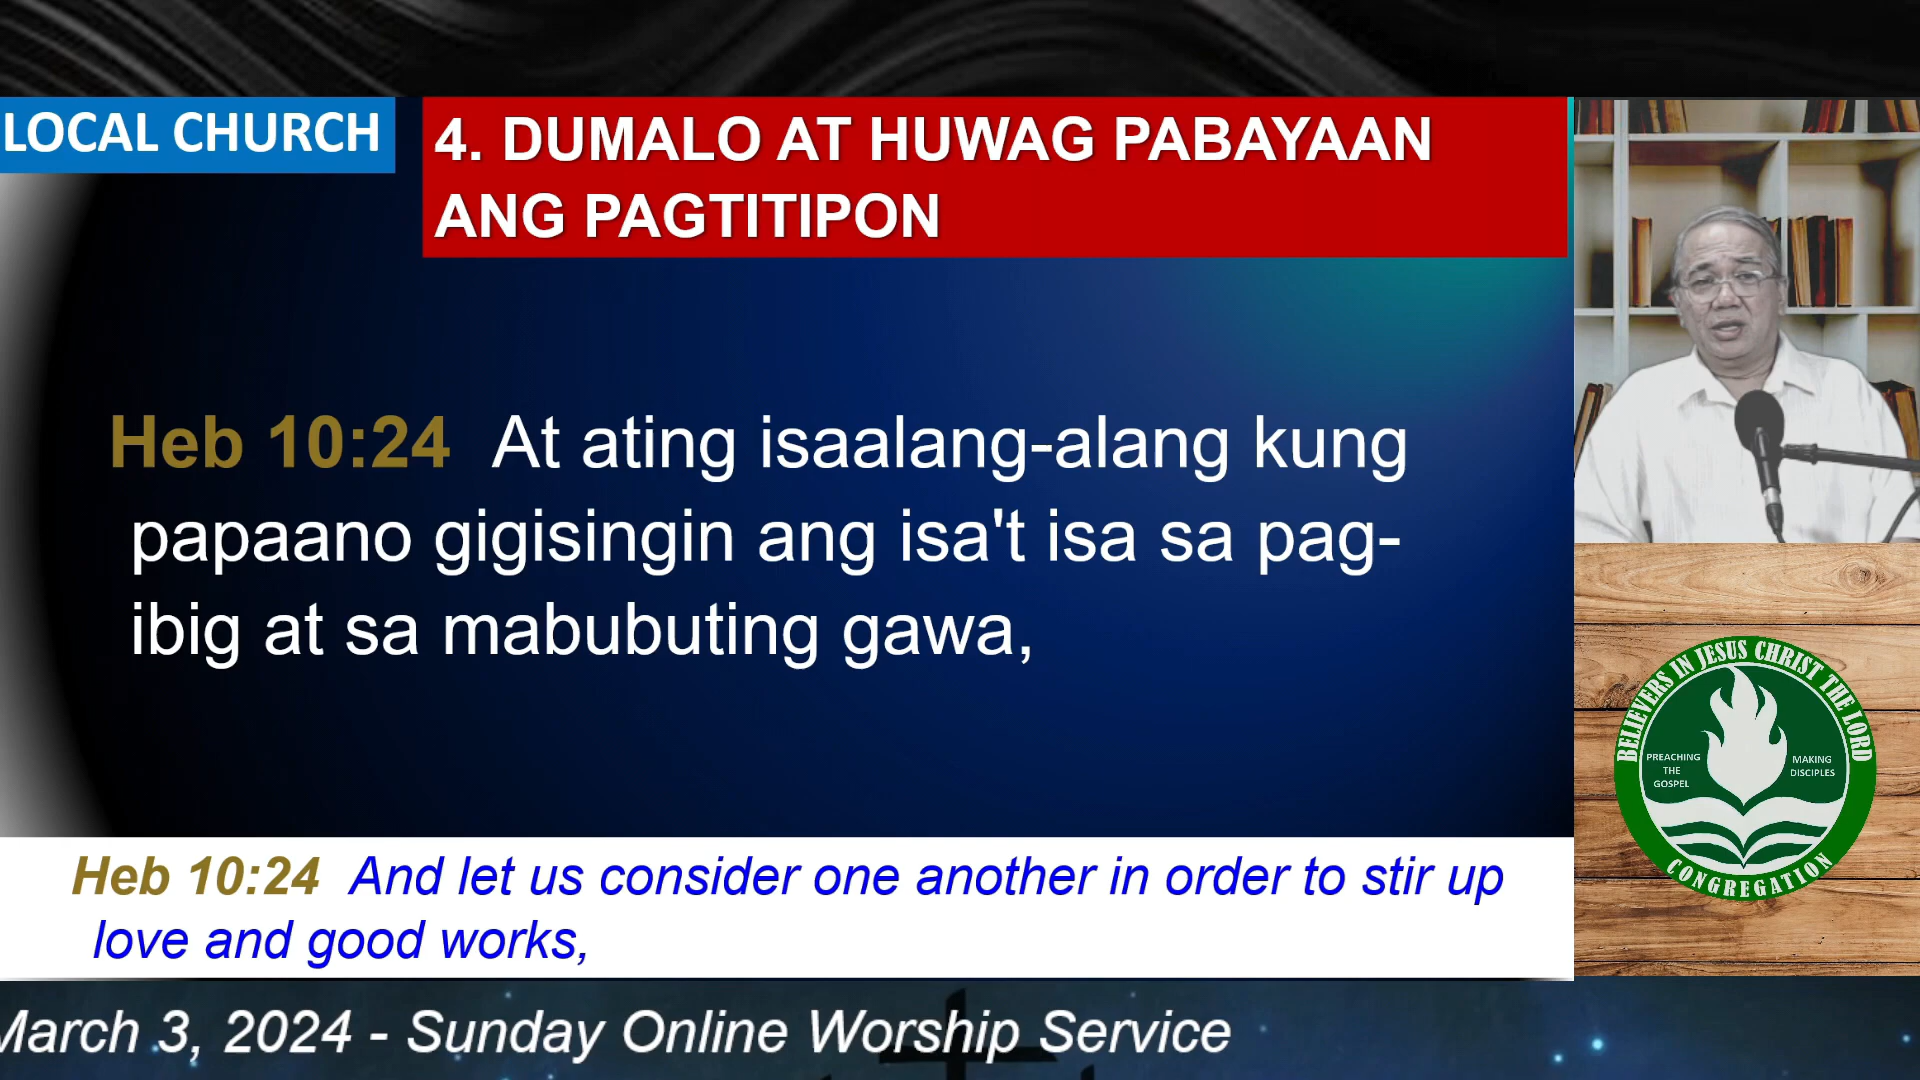 LOCAL CHURCH
4. DUMALO AT HUWAG PABAYAAN
ANG PAGTITIPON
Heb 10:24 At ating isaalang-alang kung
papaano gigisingin ang isa't isa sa pag-
ibig at sa mabubuting gawa,
Heb 10:24 And let us consider one another in order to stir up
love and good works,
BELIEVERS IN JESUS CHRIST THE LORD
PREACHING
THE
GOSPEL
MAKING
DISCIPLES
CONGREGATION
March 3, 2024 - Sunday Online Worship Service